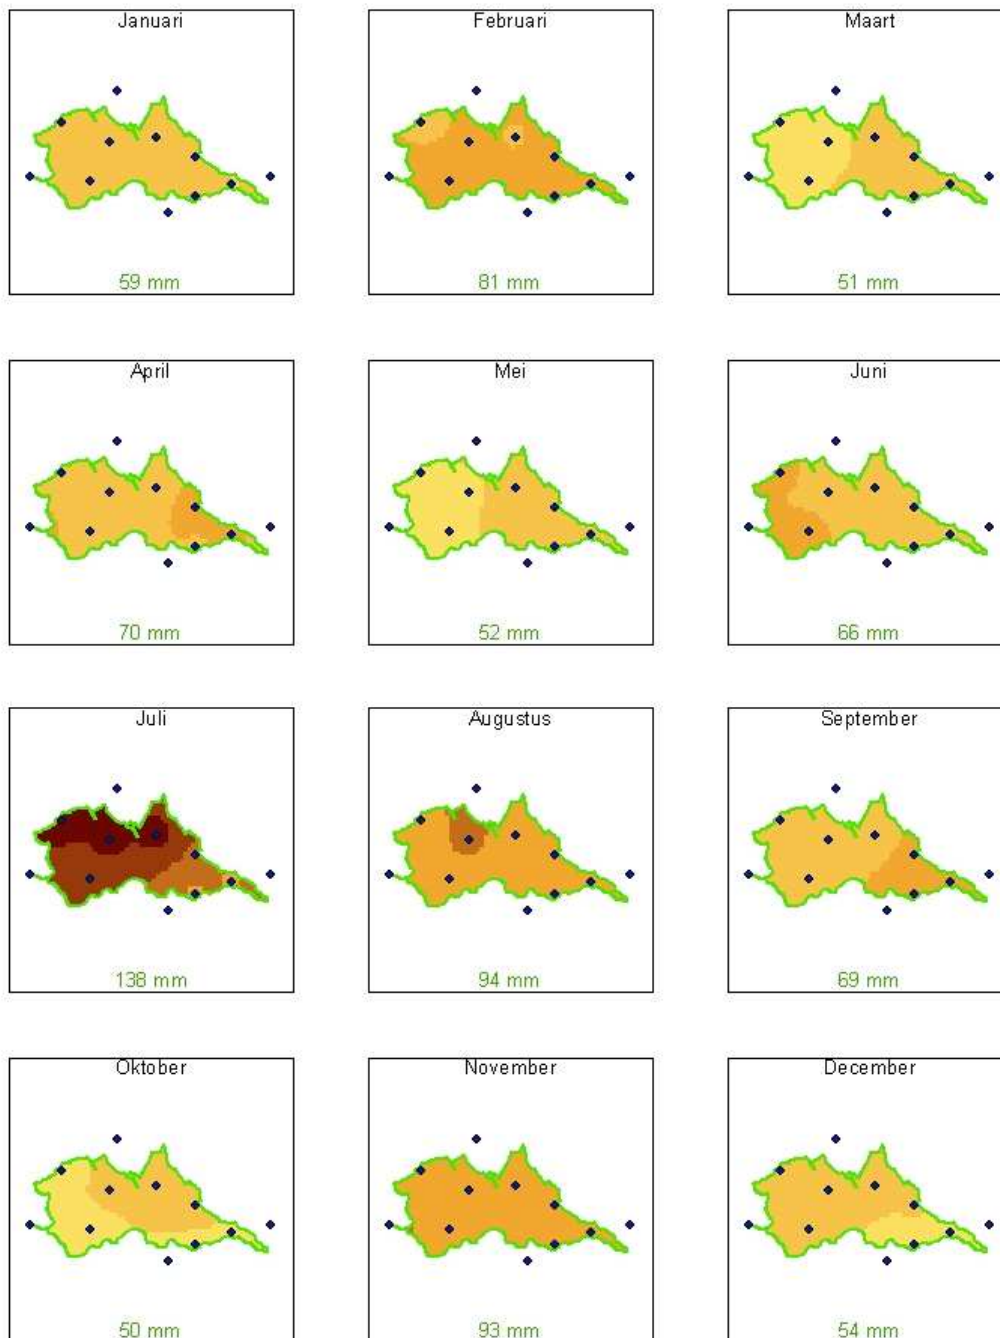 Januari
Februari
Maart
59 mm
81 mm
51 mm
April
Mei
Juni
70 mm
52 mm
66 mm
Juli
Augustus
September
138 mm
94 mm
69 mm
Oktober
November
December
50 mm
93 mm
54 mm